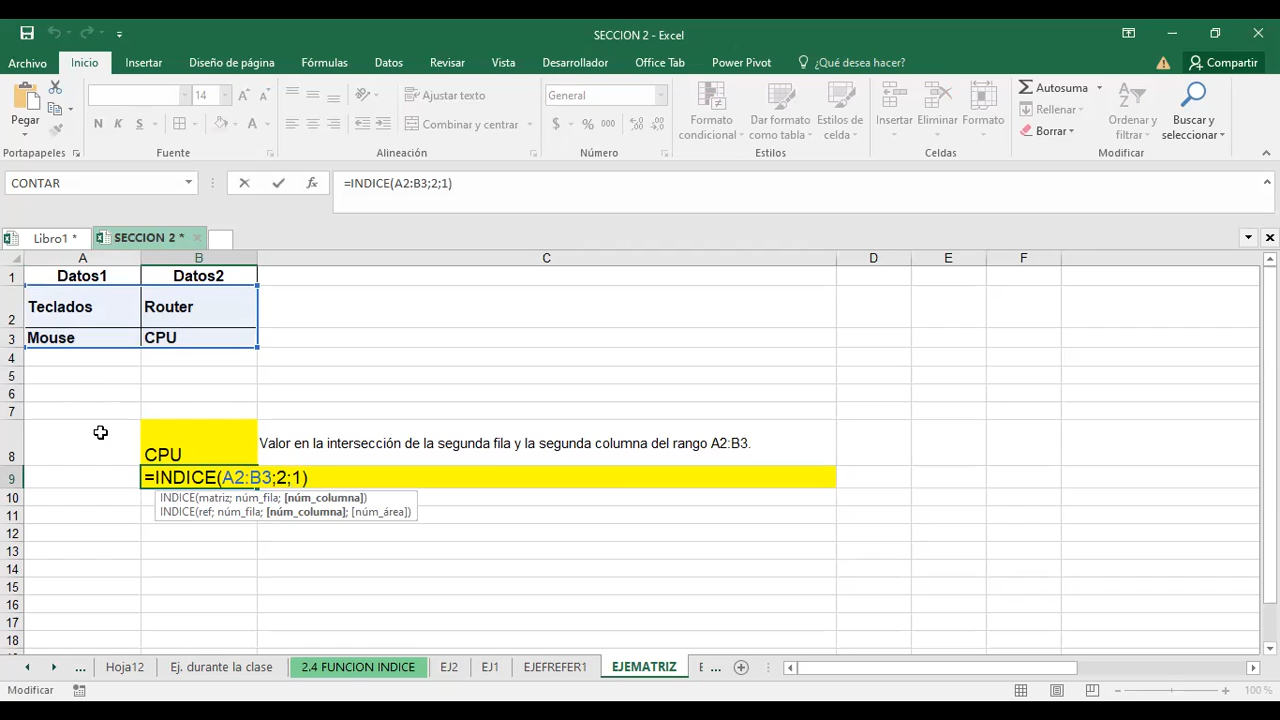 SECCION 2 - Excel
Archivo Inicio Insertar Diseño de página Fórmulas Datos Revisar Vista Desarrollador Office Tab Power Pivot ¿Qué desea hacer? Compartir
Pegar
14
N K S
Ajustar texto
Combinar y centrar
General
$ % 000
Formato condicional
Dar formato como tabla
Estilos de celda
Insertar Eliminar Formato
Autosuma
Rellenar
Borrar
Ordenar y filtrar
Buscar y seleccionar
Portapapeles Fuente Alineación Número Estilos Celdas Modificar
CONTAR fx =INDICE(A2:B3;2;1)
Libro1 * SECCION 2 *
A B C D E F
1 Datos1 Datos2
2 Teclados Router
3 Mouse CPU
4
5
6
7
8 CPU Valor en la intersección de la segunda fila y la segunda columna del rango A2:B3.
9 =INDICE(A2:B3;2;1)
10 INDICE(matriz; núm_fila; [núm_columna])
11 INDICE(ref; núm_fila; [núm_columna]; [núm_área])
12
13
14
15
16
17
18
... Hoja12 Ej. durante la clase 2.4 FUNCION INDICE EJ2 EJ1 EJEFREFER1 EJEMATRIZ E ...
Modificar 100 %